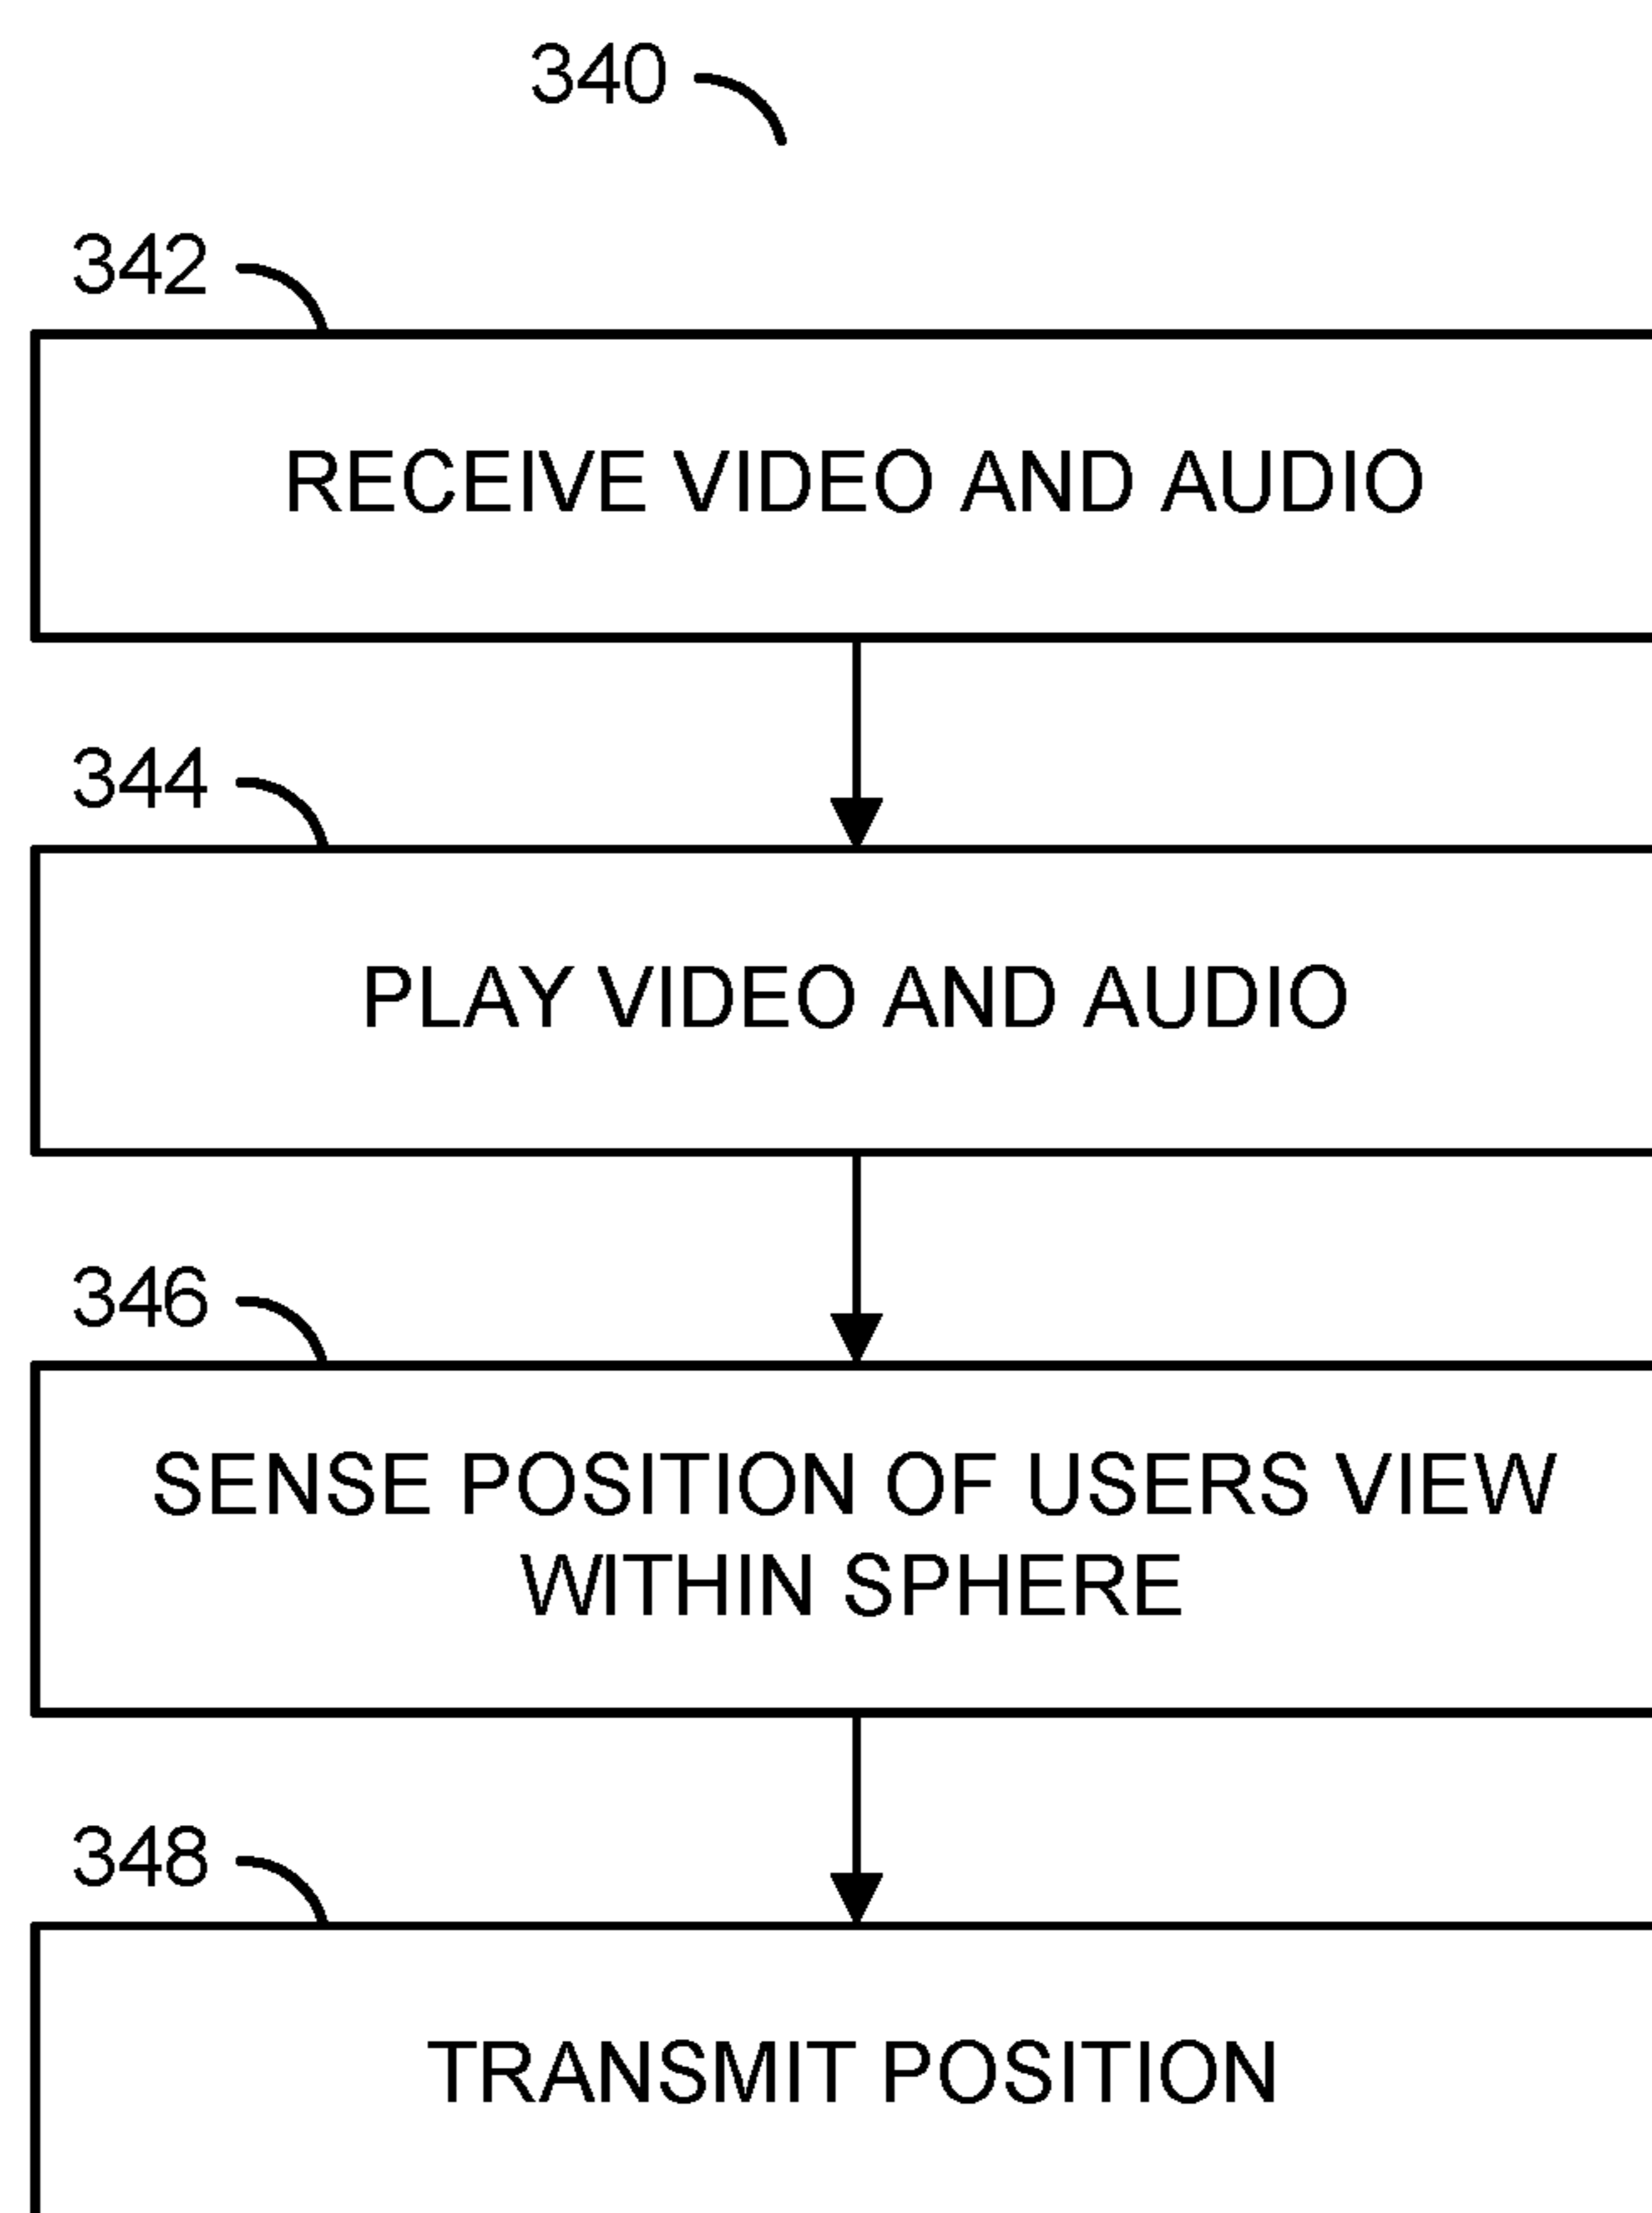 340
342
RECEIVE VIDEO AND AUDIO
344
PLAY VIDEO AND AUDIO
346
SENSE POSITION OF USERS VIEW
WITHIN SPHERE
348
TRANSMIT POSITION